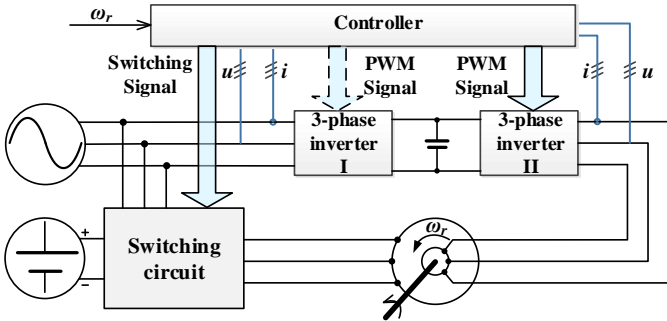 ωr
Controller
Switching
Signal
u
i
PWM
Signal
PWM
Signal
i
u
3-phase
inverter
I
3-phase
inverter
II
+
−
Switching
circuit
ωr